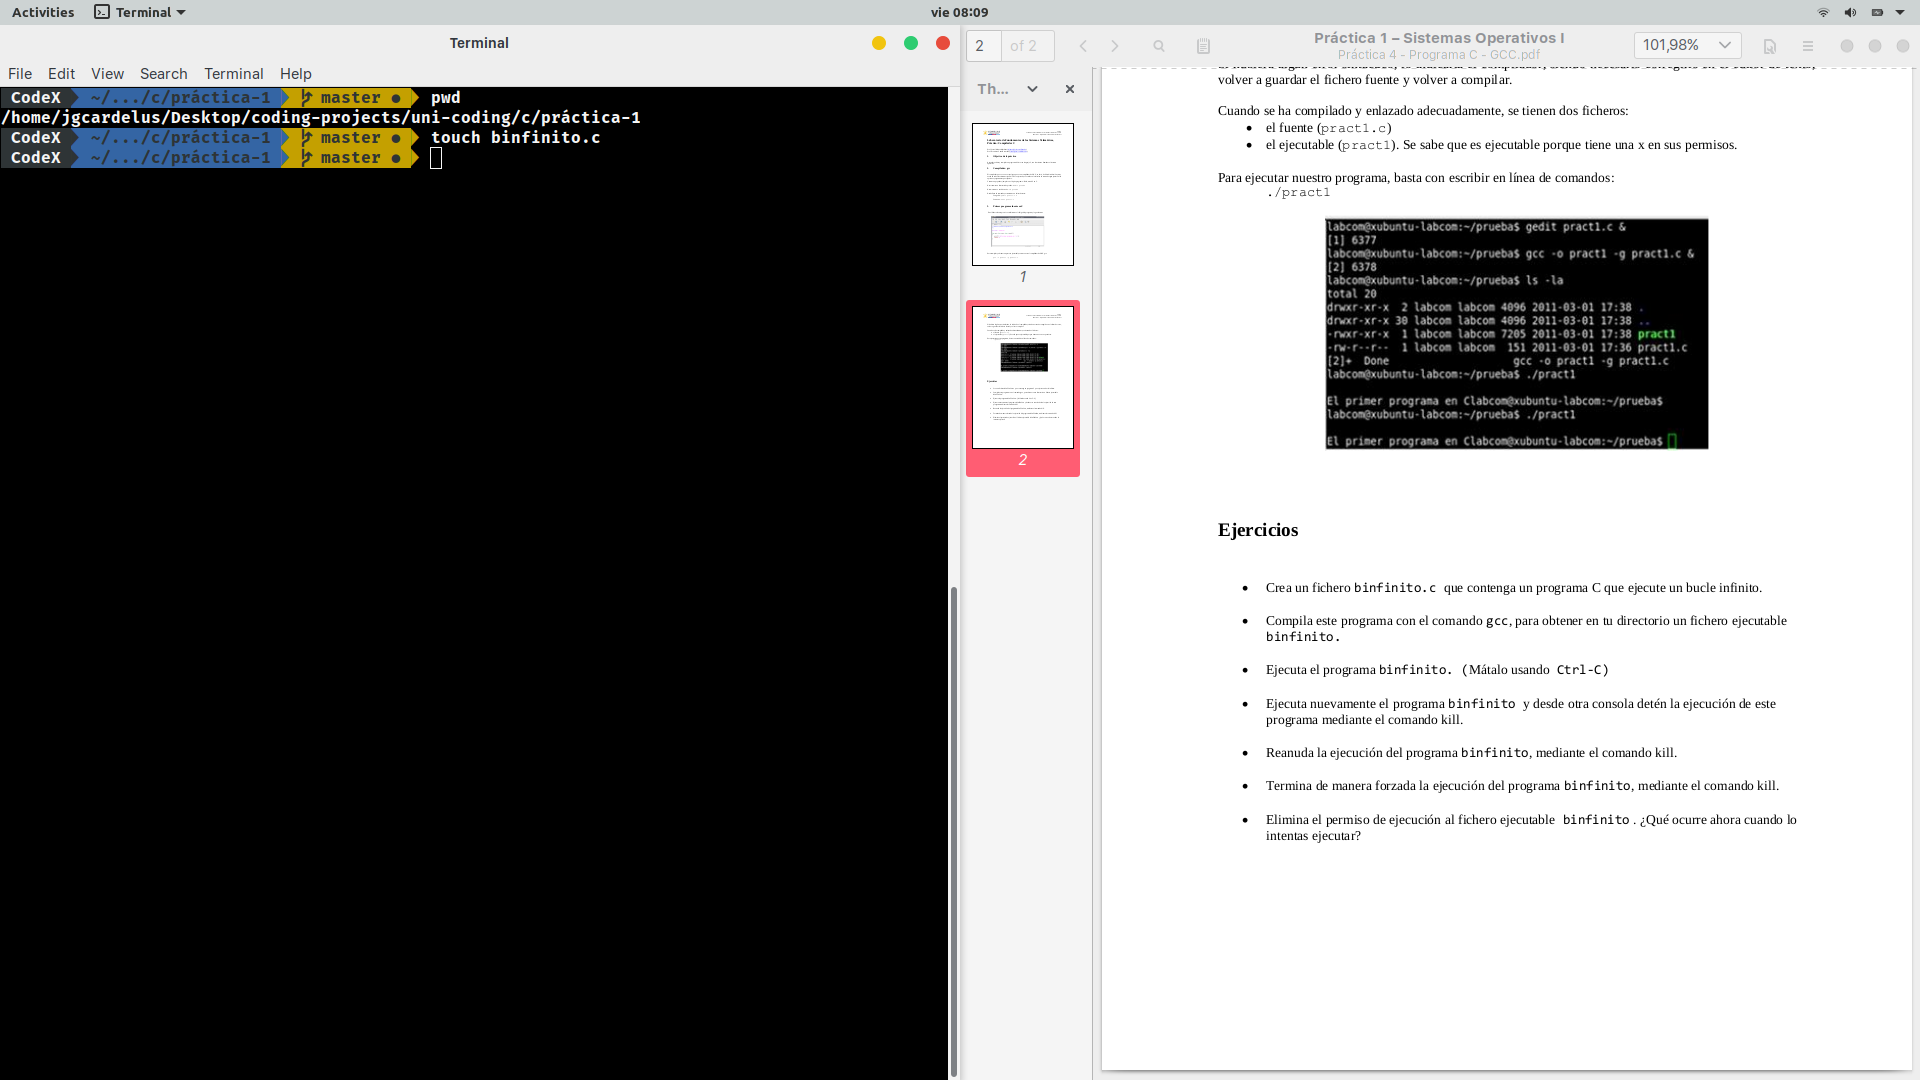 Activities Terminal vie 08:09
Terminal
File Edit View Search Terminal Help
CodeX ~/.../c/práctica-1 master ● pwd
/home/jgcardelus/Desktop/coding-projects/uni-coding/c/práctica-1
CodeX ~/.../c/práctica-1 master ● touch binfinito.c
CodeX ~/.../c/práctica-1 master ●
2 of 2
Práctica 1 – Sistemas Operativos I
Práctica 4 - Programa C - GCC.pdf
101,98%
Th...
1
2
volver a guardar el fichero fuente y volver a compilar.
Cuando se ha compilado y enlazado adecuadamente, se tienen dos ficheros:
● el fuente (pract1.c)
● el ejecutable (pract1). Se sabe que es ejecutable porque tiene una x en sus permisos.
Para ejecutar nuestro programa, basta con escribir en línea de comandos:
./pract1
labcom@xubuntu-labcom:~/prueba$ gedit pract1.c &
[1] 6377
labcom@xubuntu-labcom:~/prueba$ gcc -o pract1 -g pract1.c &
[2] 6378
labcom@xubuntu-labcom:~/prueba$ ls -la
total 20
drwxr-xr-x 2 labcom labcom 4096 2011-03-01 17:38 .
drwxr-xr-x 30 labcom labcom 4096 2011-03-01 17:38 ..
-rwxr-xr-x 1 labcom labcom 7205 2011-03-01 17:38 pract1
-rw-r--r-- 1 labcom labcom 151 2011-03-01 17:36 pract1.c
[2]+ Done gcc -o pract1 -g pract1.c
labcom@xubuntu-labcom:~/prueba$ ./pract1
El primer programa en Clabcom@xubuntu-labcom:~/prueba$
labcom@xubuntu-labcom:~/prueba$ ./pract1
El primer programa en Clabcom@xubuntu-labcom:~/prueba$
Ejercicios
● Crea un fichero binfinito.c que contenga un programa C que ejecute un bucle infinito.
● Compila este programa con el comando gcc, para obtener en tu directorio un fichero ejecutable
binfinito.
● Ejecuta el programa binfinito. (Mátalo usando Ctrl-C)
● Ejecuta nuevamente el programa binfinito y desde otra consola detén la ejecución de este
programa mediante el comando kill.
● Reanuda la ejecución del programa binfinito, mediante el comando kill.
● Termina de manera forzada la ejecución del programa binfinito, mediante el comando kill.
● Elimina el permiso de ejecución al fichero ejecutable binfinito. ¿Qué ocurre ahora cuando lo
intentas ejecutar?